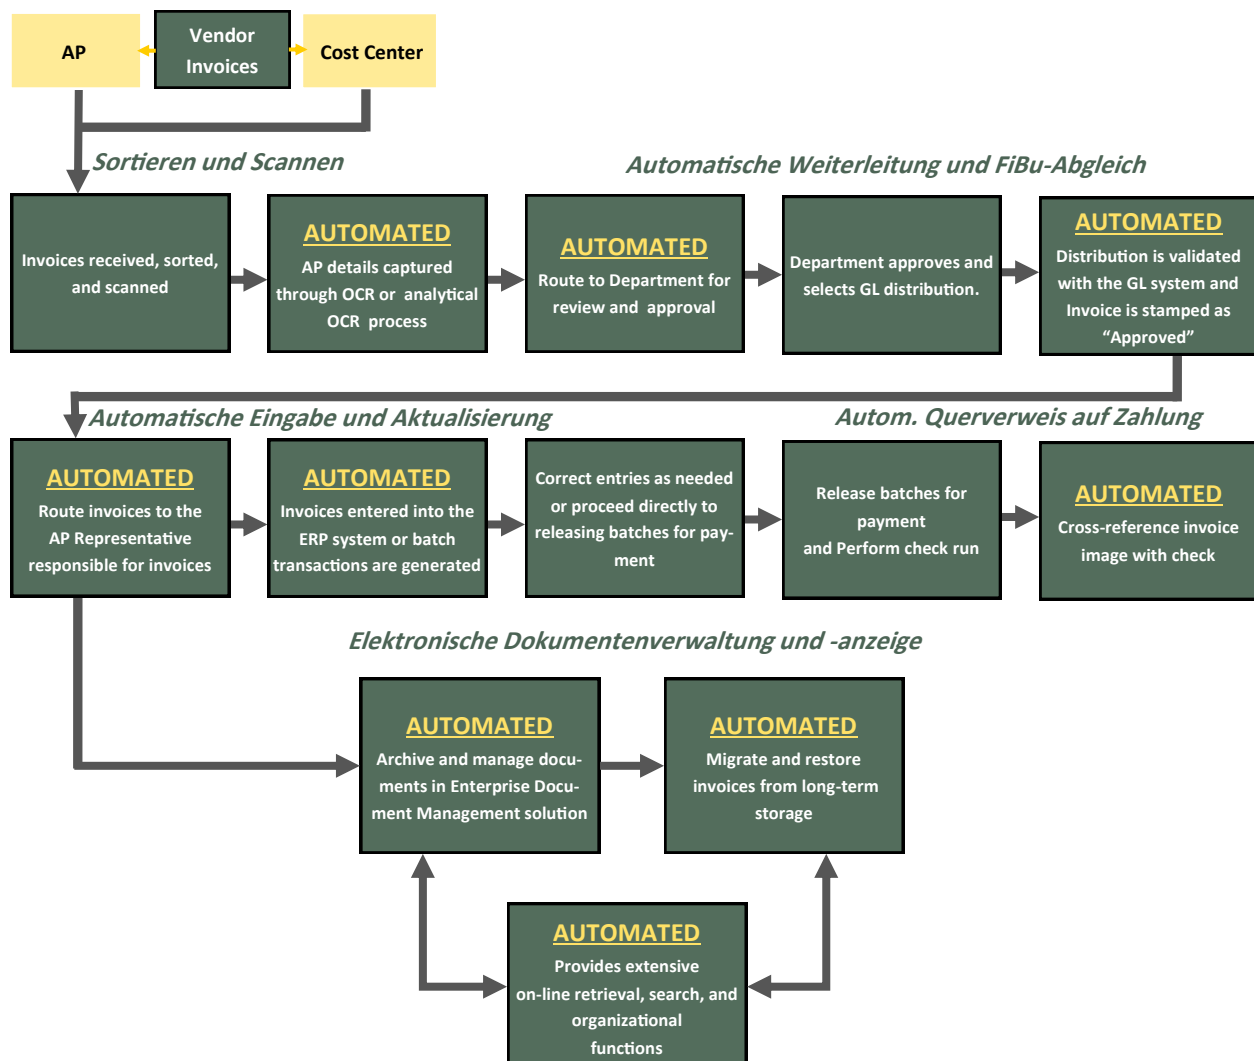 AP
Vendor
Invoices
Cost Center
Sortieren und Scannen
Automatische Weiterleitung und FiBu-Abgleich
Invoices received, sorted,
and scanned
AUTOMATED
AP details captured
through OCR or analytical
OCR process
AUTOMATED
Route to Department for
review and approval
Department approves and
selects GL distribution.
AUTOMATED
Distribution is validated
with the GL system and
Invoice is stamped as
“Approved”
Automatische Eingabe und Aktualisierung
Autom. Querverweis auf Zahlung
AUTOMATED
Route invoices to the
AP Representative
responsible for invoices
AUTOMATED
Invoices entered into the
ERP system or batch
transactions are generated
Correct entries as needed
or proceed directly to
releasing batches for pay-
ment
Release batches for
payment
and Perform check run
AUTOMATED
Cross-reference invoice
image with check
Elektronische Dokumentenverwaltung und -anzeige
AUTOMATED
Archive and manage docu-
ments in Enterprise Docu-
ment Management solution
AUTOMATED
Migrate and restore
invoices from long-term
storage
AUTOMATED
Provides extensive
on-line retrieval, search, and
organizational
functions